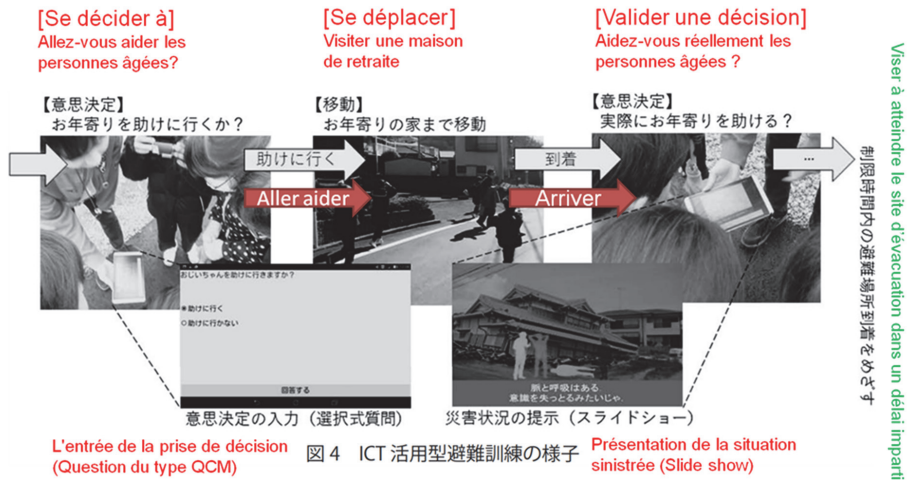 [Se décider à]
Allez-vous aider les
personnes âgées?
[Se déplacer]
Visiter une maison
de retraite
[Valider une décision]
Aidez-vous réellement les
personnes âgées ?
【意思決定】
お年寄りを助けに行くか？
【移動】
お年寄りの家まで移動
【意思決定】
実際にお年寄りを助ける？
助けに行く
Aller aider
到着
Arriver
...
おじいちゃんを助けに行きますか？
助けに行く
助けに行かない
回答する
脈と呼吸はある
意識を失っとるみたいじゃ.
意思決定の入力（選択式質問）
災害状況の提示（スライドショー）
L'entrée de la prise de décision
(Question du type QCM)
図 4　ICT 活用型避難訓練の様子
Présentation de la situation
sinistrée (Slide show)
制限時間内の避難場所到着をめざす
Viser à atteindre le site d'évacuation dans un délai imparti